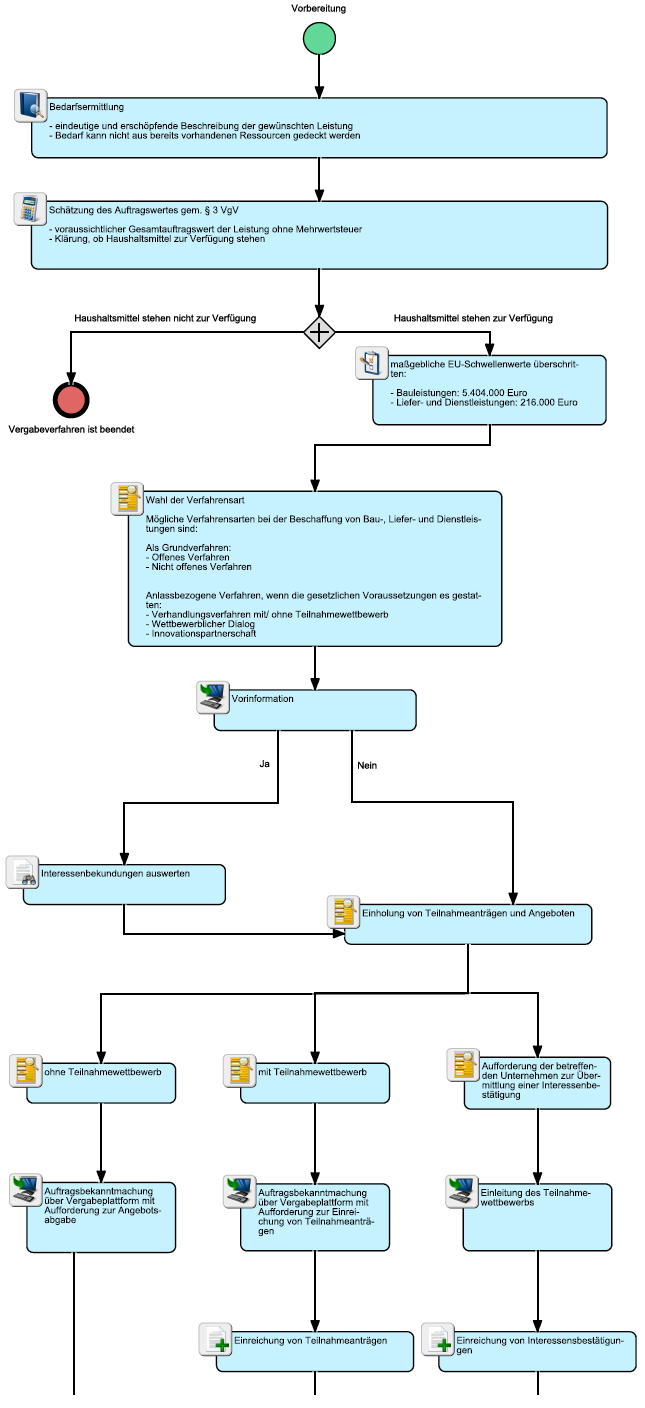 Vorbereitung
Bedarfsermittlung
- eindeutige und erschöpfende Beschreibung der gewünschten Leistung
- Bedarf kann nicht aus bereits vorhandenen Ressourcen gedeckt werden
Schätzung des Auftragswertes gem. § 3 VgV
- voraussichtlicher Gesamtauftragswert der Leistung ohne Mehrwertsteuer
- Klärung, ob Haushaltsmittel zur Verfügung stehen
Haushaltsmittel stehen nicht zur Verfügung
Haushaltsmittel stehen zur Verfügung
Vergabeverfahren ist beendet
maßgebliche EU-Schwellenwerte überschrit-
ten:
- Bauleistungen: 5.404.000 Euro
- Liefer- und Dienstleistungen: 216.000 Euro
Wahl der Verfahrensart
Mögliche Verfahrensarten bei der Beschaffung von Bau-, Liefer- und Dienstleis-
tungen sind:
Als Grundverfahren:
- Offenes Verfahren
- Nicht offenes Verfahren
Anlassbezogene Verfahren, wenn die gesetzlichen Voraussetzungen es gestat-
ten:
- Verhandlungsverfahren mit/ ohne Teilnahmewettbewerb
- Wettbewerblicher Dialog
- Innovationspartnerschaft
Vorinformation
Ja
Nein
Interessenbekundungen auswerten
Einholung von Teilnahmeanträgen und Angeboten
ohne Teilnahmewettbewerb
mit Teilnahmewettbewerb
Aufforderung der betreffen-
den Unternehmen zur Über-
mittlung einer Interessenbe-
stätigung
Auftragsbekanntmachung
über Vergabeplattform mit
Aufforderung zur Angebots-
abgabe
Auftragsbekanntmachung
über Vergabeplattform mit
Aufforderung zur Einrei-
chung von Teilnahmeanträ-
gen
Einleitung des Teilnahme-
wettbewerbs
Einreichung von Teilnahmeanträgen
Einreichung von Interessensbestätigun-
gen